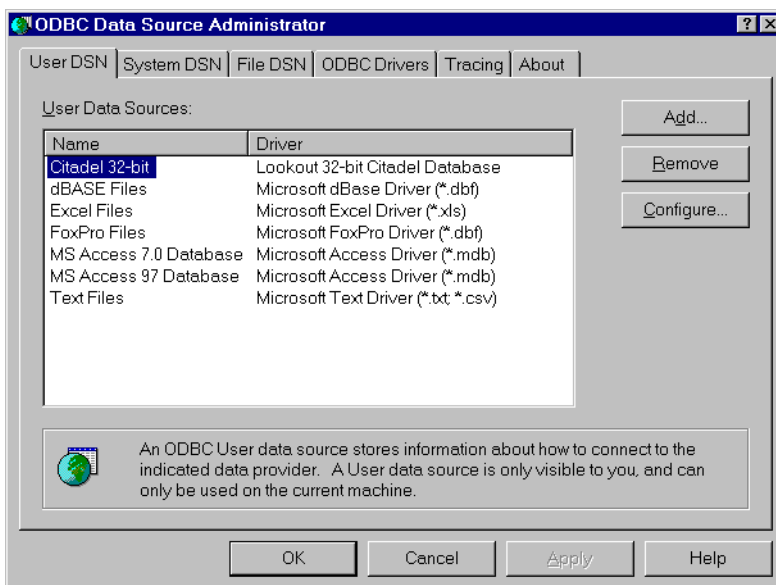 ODBC Data Source Administrator
User DSN System DSN File DSN ODBC Drivers Tracing About
User Data Sources:
Add...
Name Driver
Citadel 32-bit Lookout 32-bit Citadel Database
Remove
dBASE Files Microsoft dBase Driver (*.dbf)
Excel Files Microsoft Excel Driver (*.xls)
Configure...
FoxPro Files Microsoft FoxPro Driver (*.dbf)
MS Access 7.0 Database Microsoft Access Driver (*.mdb)
MS Access 97 Database Microsoft Access Driver (*.mdb)
Text Files Microsoft Text Driver (*.txt; *.csv)
An ODBC User data source stores information about how to connect to the
indicated data provider. A User data source is only visible to you, and can
only be used on the current machine.
OK Cancel Apply Help